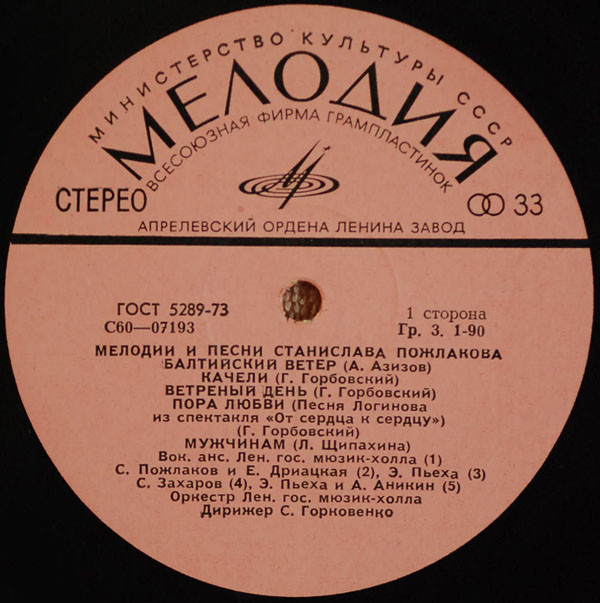 МИНИСТЕРСТВО КУЛЬТУРЫ СССР
МЕЛОДИЯ
ВСЕСОЮЗНАЯ ФИРМА ГРАМПЛАСТИНОК
СТЕРЕО
33
АПРЕЛЕВСКИЙ ОРДЕНА ЛЕНИНА ЗАВОД
ГОСТ 5289-73
С60—07193
1 сторона
Гр. 3. 1-90
МЕЛОДИИ И ПЕСНИ СТАНИСЛАВА ПОЖЛАКОВА
БАЛТИЙСКИЙ ВЕТЕР (А. Азизов)
КАЧЕЛИ (Г. Горбовский)
ВЕТРЕНЫЙ ДЕНЬ (Г. Горбовский)
ПОРА ЛЮБВИ (Песня Логинова
из спектакля «От сердца к сердцу»)
(Г. Горбовский)
МУЖЧИНАМ (Л. Щипахина)
Вок. анс. Лен. гос. мюзик-холла (1)
С. Пожлаков и Е. Дриацкая (2), Э. Пьеха (3)
С. Захаров (4), Э. Пьеха и А. Аникин (5)
Оркестр Лен. гос. мюзик-холла
Дирижер С. Горковенко